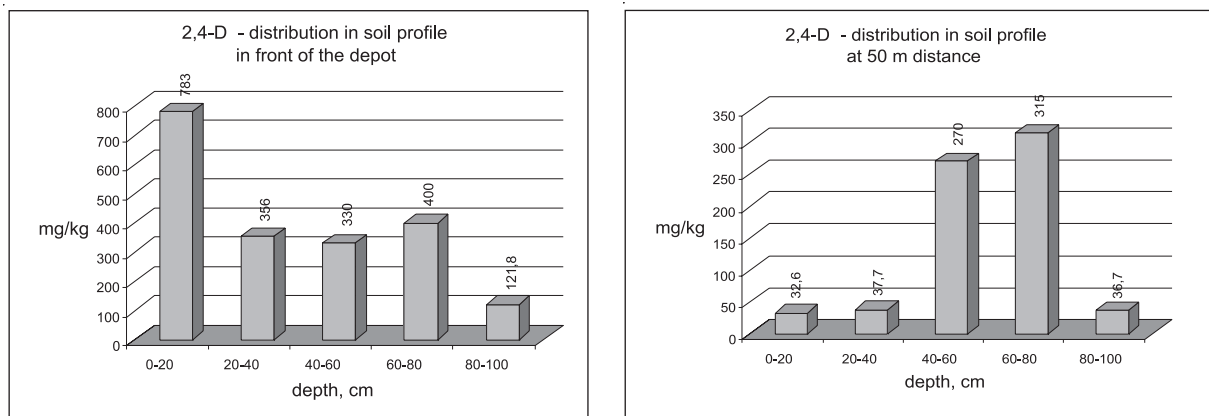 2,4-D - distribution in soil profile
in front of the depot
783
356
330
400
121,8
800
700
600
500
400
300
200
100
0
mg/kg
0-20 20-40 40-60 60-80 80-100
depth, cm
2,4-D - distribution in soil profile
at 50 m distance
32,6
37,7
270
315
36,7
350
300
250
200
150
100
50
0
mg/kg
0-20 20-40 40-60 60-80 80-100
depth, cm